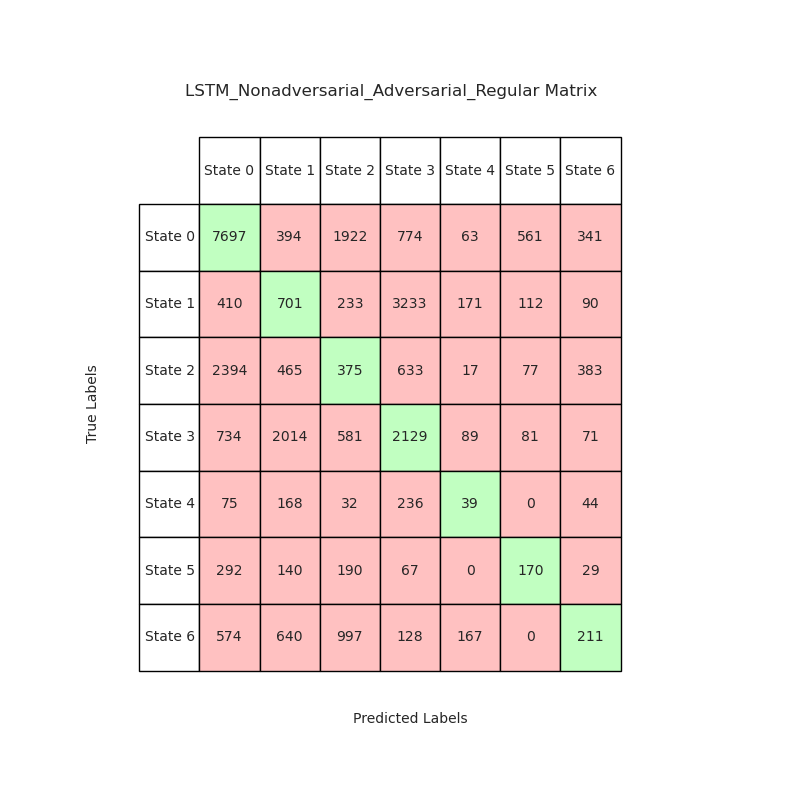 LSTM_Nonadversarial_Adversarial_Regular Matrix
State 0 State 1 State 2 State 3 State 4 State 5 State 6
State 0 7697 394 1922 774 63 561 341
State 1 410 701 233 3233 171 112 90
State 2 2394 465 375 633 17 77 383
State 3 734 2014 581 2129 89 81 71
State 4 75 168 32 236 39 0 44
State 5 292 140 190 67 0 170 29
State 6 574 640 997 128 167 0 211
True Labels
Predicted Labels